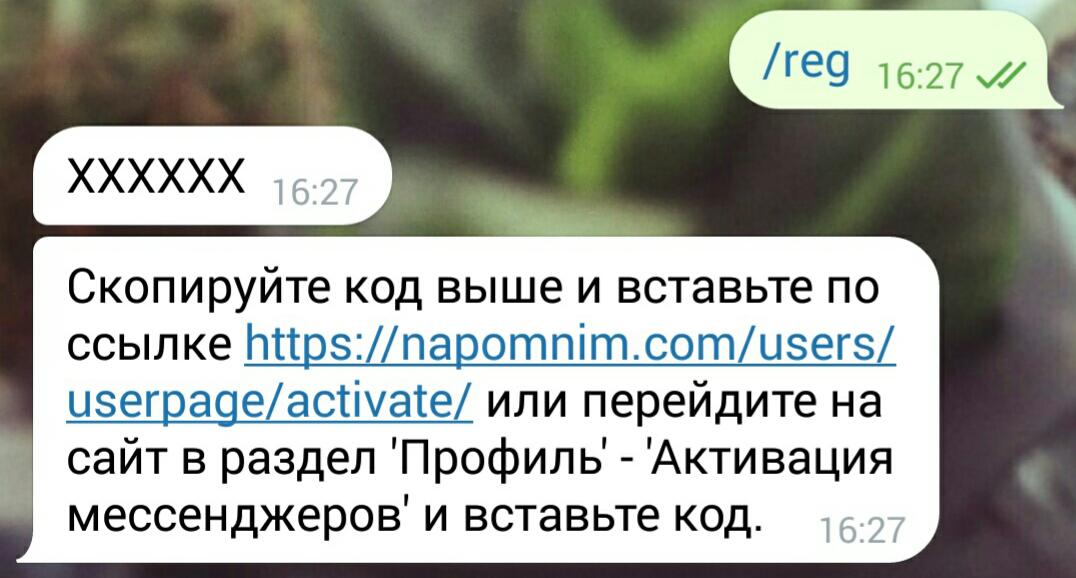 /reg 16:27
XXXXXX 16:27
Скопируйте код выше и вставьте по
ссылке https://napomnim.com/users/
userpage/activate/ или перейдите на
сайт в раздел 'Профиль' - 'Активация
мессенджеров' и вставьте код. 16:27